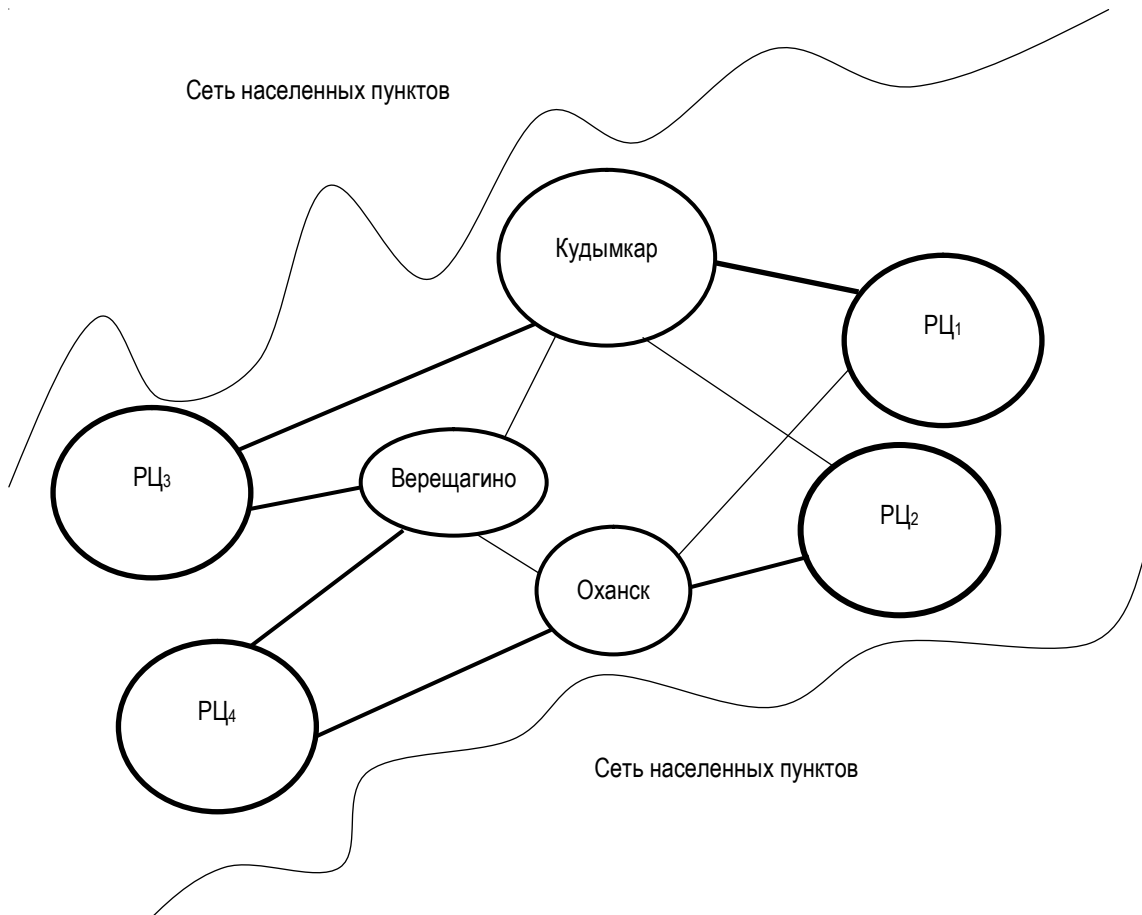 Сеть населенных пунктов
Кудымкар
РЦ₁
РЦ₃
Верещагино
РЦ₂
Оханск
РЦ₄
Сеть населенных пунктов